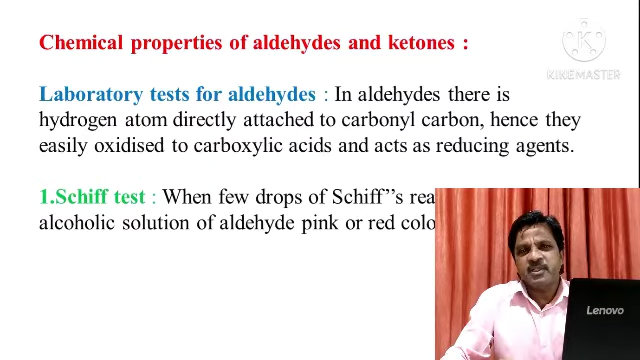 Chemical properties of aldehydes and ketones :
KINEMASTER
Laboratory tests for aldehydes : In aldehydes there is
hydrogen atom directly attached to carbonyl carbon, hence they
easily oxidised to carboxylic acids and acts as reducing agents.
1.Schiff test : When few drops of Schiff’’s rea
alcoholic solution of aldehyde pink or red colo
Lenovo